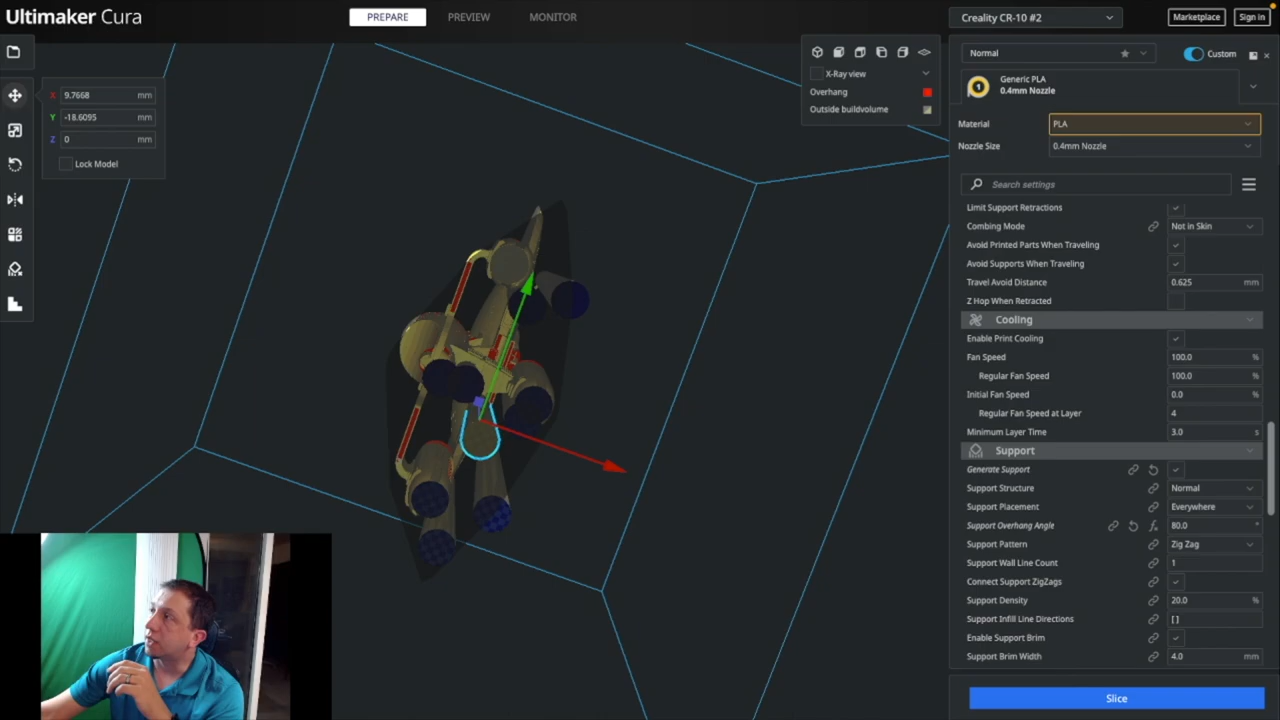 Ultimaker Cura
PREPARE
PREVIEW
MONITOR
Creality CR-10 #2
Marketplace
Sign in
X 9.7668 mm
Y -18.6095 mm
Z 0 mm
Lock Model
X-Ray view
Overhang
Outside buildvolume
Normal
Custom
1
Generic PLA
0.4mm Nozzle
Material PLA
Nozzle Size 0.4mm Nozzle
Search settings
Limit Support Retractions
Combing Mode Not in Skin
Avoid Printed Parts When Traveling
Avoid Supports When Traveling
Travel Avoid Distance 0.625 mm
Z Hop When Retracted
Cooling
Enable Print Cooling
Fan Speed 100.0 %
Regular Fan Speed 100.0 %
Initial Fan Speed 0.0 %
Regular Fan Speed at Layer 4
Minimum Layer Time 3.0 s
Support
Generate Support
Support Structure Normal
Support Placement Everywhere
Support Overhang Angle 80.0 °
Support Pattern Zig Zag
Support Wall Line Count 1
Connect Support ZigZags
Support Density 20.0 %
Support Infill Line Directions [ ]
Enable Support Brim
Support Brim Width 4.0 mm
Slice